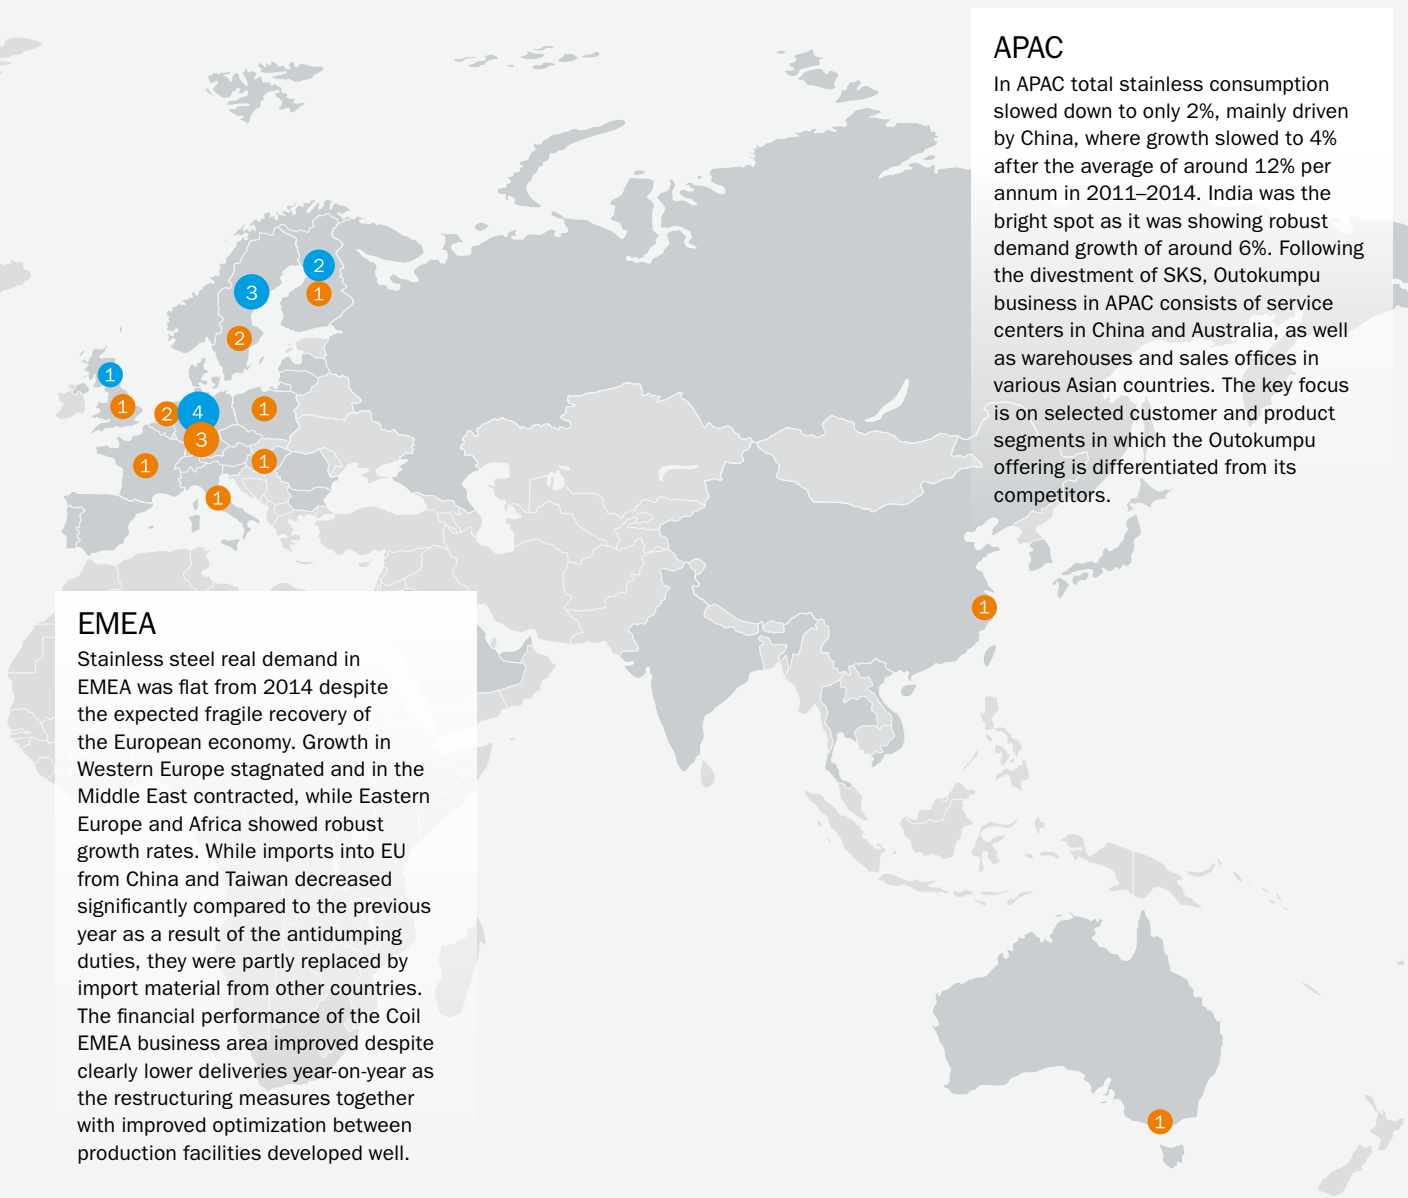 APAC
In APAC total stainless consumption
slowed down to only 2%, mainly driven
by China, where growth slowed to 4%
after the average of around 12% per
annum in 2011–2014. India was the
bright spot as it was showing robust
demand growth of around 6%. Following
the divestment of SKS, Outokumpu
business in APAC consists of service
centers in China and Australia, as well
as warehouses and sales offices in
various Asian countries. The key focus
is on selected customer and product
segments in which the Outokumpu
offering is differentiated from its
competitors.
2
3
1
2
1
1
2
4
1
3
1
1
1
1
EMEA
Stainless steel real demand in
EMEA was flat from 2014 despite
the expected fragile recovery of
the European economy. Growth in
Western Europe stagnated and in the
Middle East contracted, while Eastern
Europe and Africa showed robust
growth rates. While imports into EU
from China and Taiwan decreased
significantly compared to the previous
year as a result of the antidumping
duties, they were partly replaced by
import material from other countries.
The financial performance of the Coil
EMEA business area improved despite
clearly lower deliveries year-on-year as
the restructuring measures together
with improved optimization between
production facilities developed well.
1